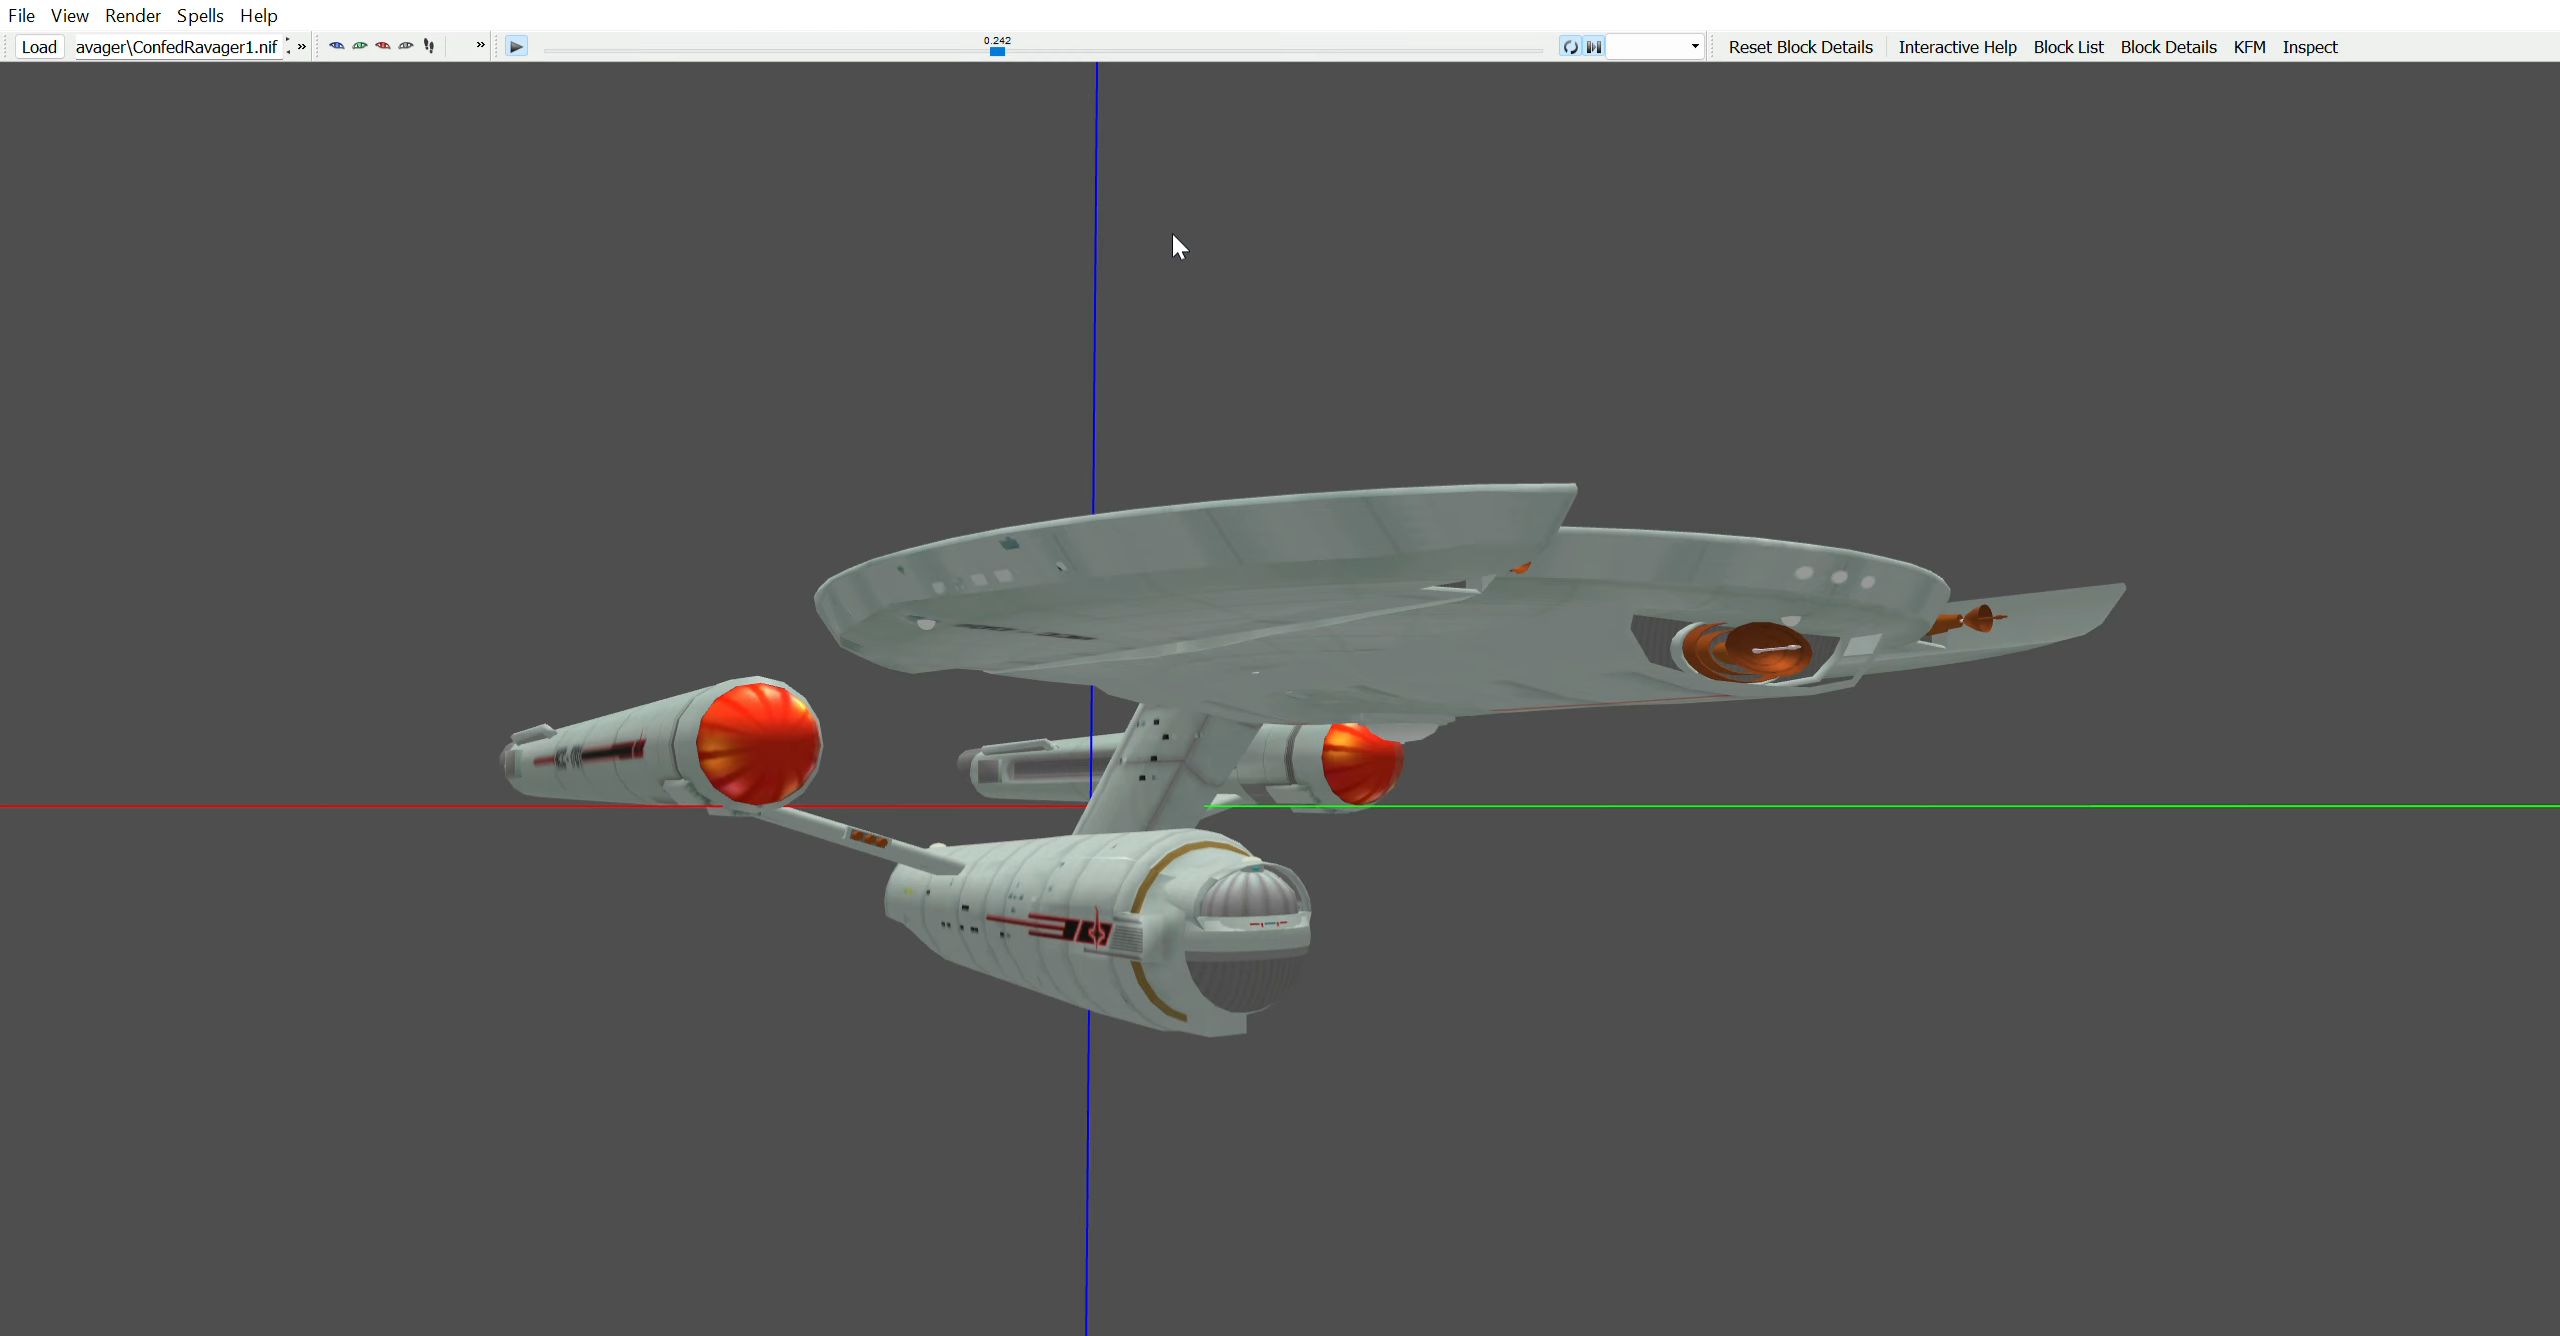 File View Render Spells Help
Load avager\ConfedRavager1.nif » » 0.242 Reset Block Details Interactive Help Block List Block Details KFM Inspect